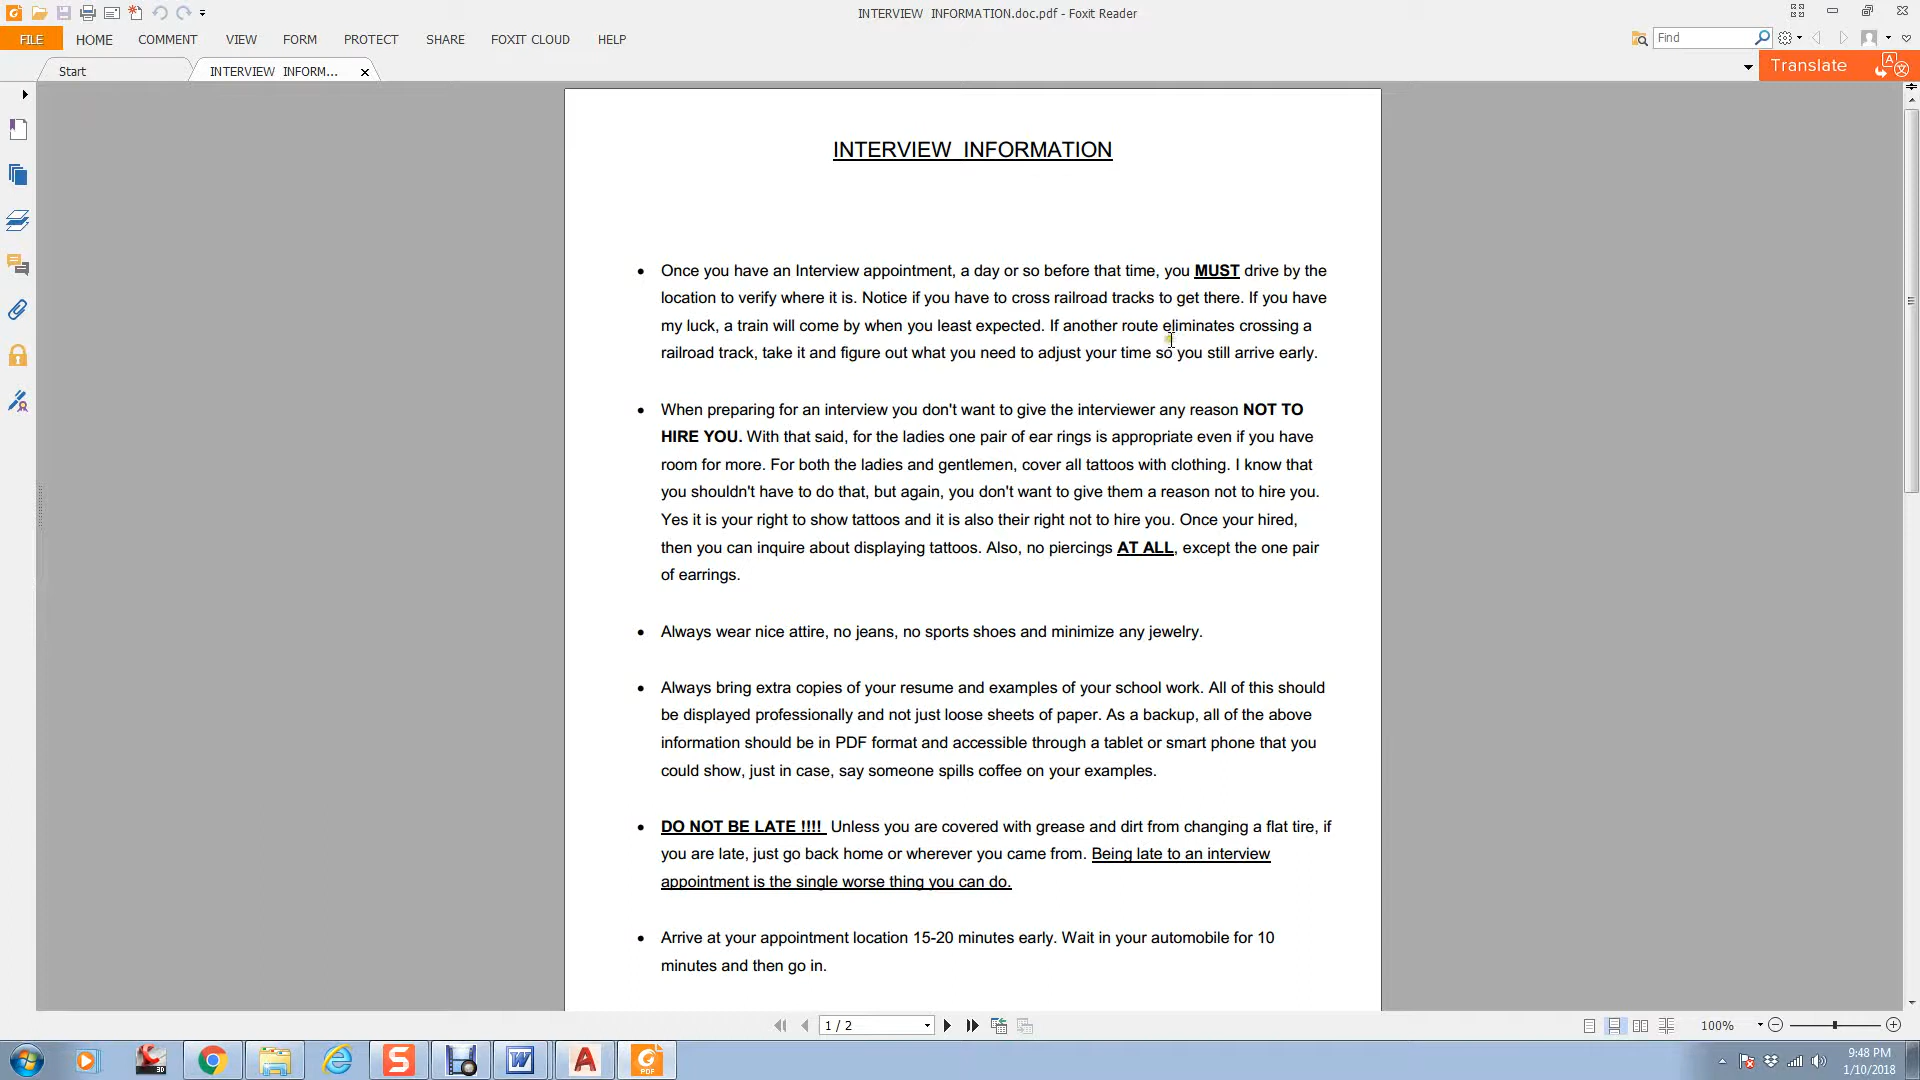 INTERVIEW INFORMATION.doc.pdf - Foxit Reader
FILE HOME COMMENT VIEW FORM PROTECT SHARE FOXIT CLOUD HELP
Find
Start
INTERVIEW INFORM...
Translate
INTERVIEW INFORMATION
• Once you have an Interview appointment, a day or so before that time, you MUST drive by the
location to verify where it is. Notice if you have to cross railroad tracks to get there. If you have
my luck, a train will come by when you least expected. If another route eliminates crossing a
railroad track, take it and figure out what you need to adjust your time so you still arrive early.
• When preparing for an interview you don't want to give the interviewer any reason NOT TO
HIRE YOU. With that said, for the ladies one pair of ear rings is appropriate even if you have
room for more. For both the ladies and gentlemen, cover all tattoos with clothing. I know that
you shouldn't have to do that, but again, you don't want to give them a reason not to hire you.
Yes it is your right to show tattoos and it is also their right not to hire you. Once your hired,
then you can inquire about displaying tattoos. Also, no piercings AT ALL, except the one pair
of earrings.
• Always wear nice attire, no jeans, no sports shoes and minimize any jewelry.
• Always bring extra copies of your resume and examples of your school work. All of this should
be displayed professionally and not just loose sheets of paper. As a backup, all of the above
information should be in PDF format and accessible through a tablet or smart phone that you
could show, just in case, say someone spills coffee on your examples.
• DO NOT BE LATE !!!! Unless you are covered with grease and dirt from changing a flat tire, if
you are late, just go back home or wherever you came from. Being late to an interview
appointment is the single worse thing you can do.
• Arrive at your appointment location 15-20 minutes early. Wait in your automobile for 10
minutes and then go in.
1 / 2
100%
9:48 PM
1/10/2018